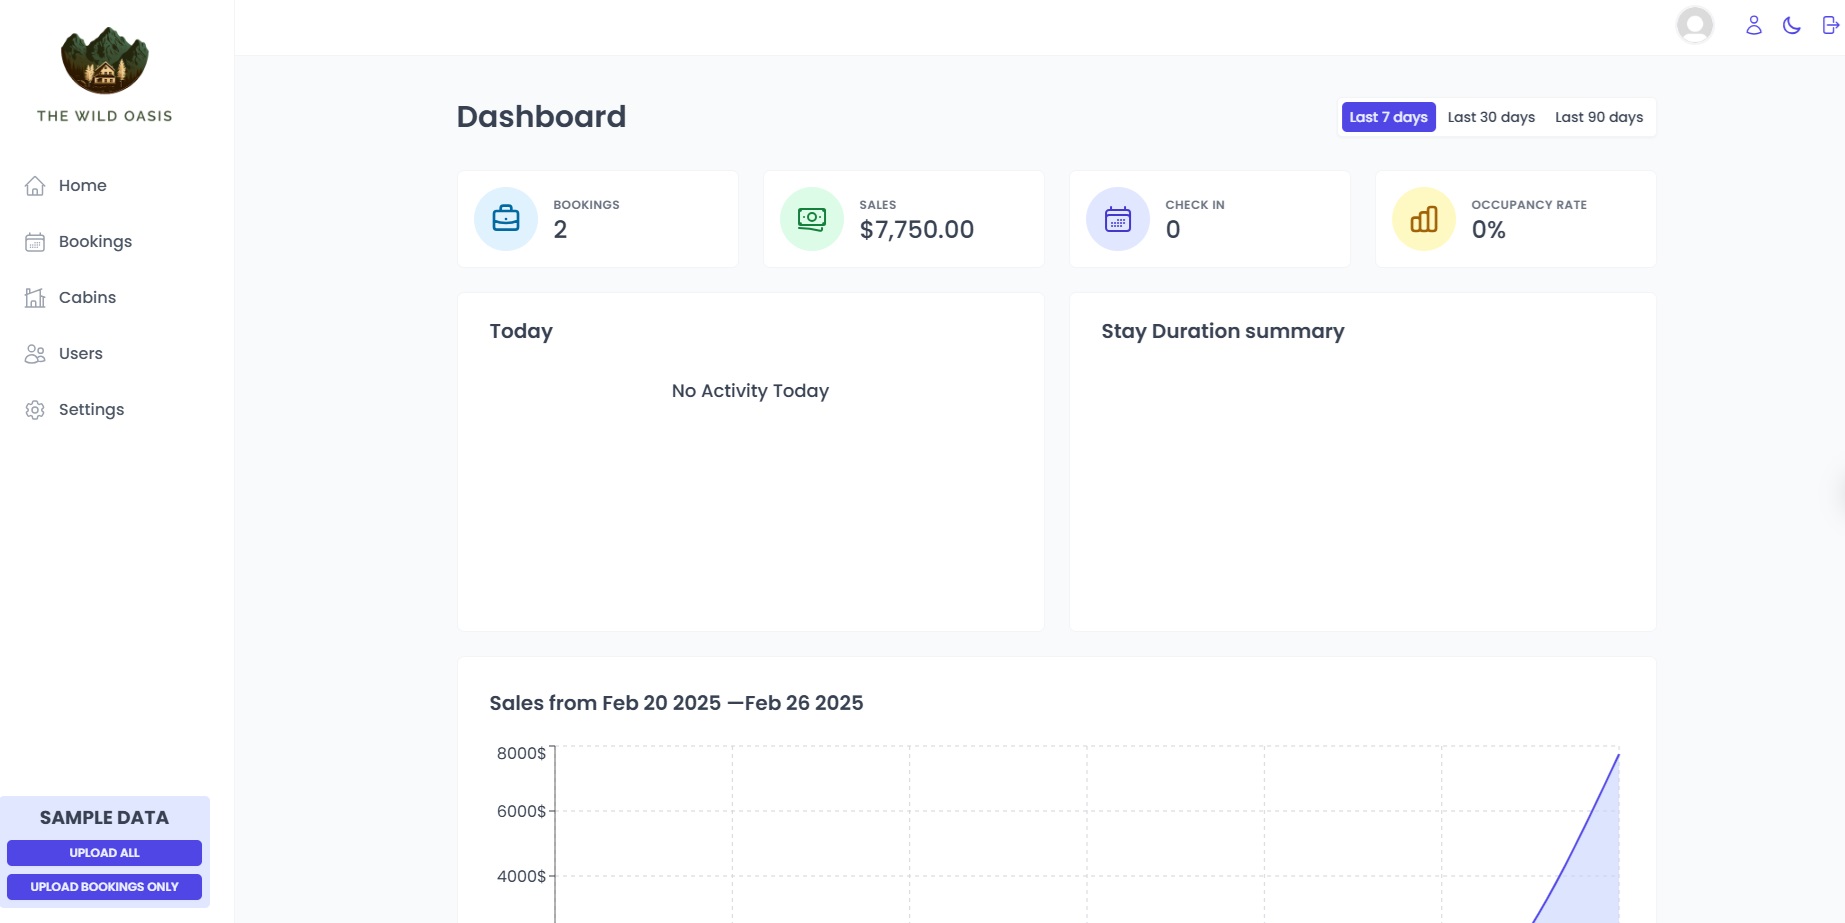 THE WILD OASIS
Home
Bookings
Cabins
Users
Settings
SAMPLE DATA
UPLOAD ALL
UPLOAD BOOKINGS ONLY
Dashboard
Last 7 days Last 30 days Last 90 days
BOOKINGS
2
SALES
$7,750.00
CHECK IN
0
OCCUPANCY RATE
0%
Today
No Activity Today
Stay Duration summary
Sales from Feb 20 2025 —Feb 26 2025
8000$
6000$
4000$